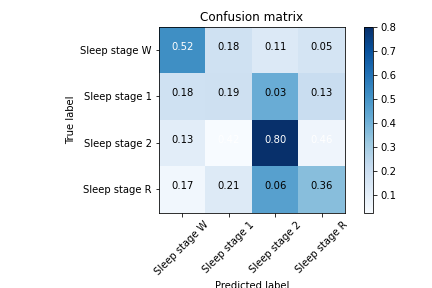 Confusion matrix
Sleep stage W 0.52 0.18 0.11 0.05
Sleep stage 1 0.18 0.19 0.03 0.13
Sleep stage 2 0.13 0.80
Sleep stage R 0.17 0.21 0.06 0.36
True label
Sleep stage W Sleep stage 1 Sleep stage 2 Sleep stage R
Predicted label
0.8
0.7
0.6
0.5
0.4
0.3
0.2
0.1